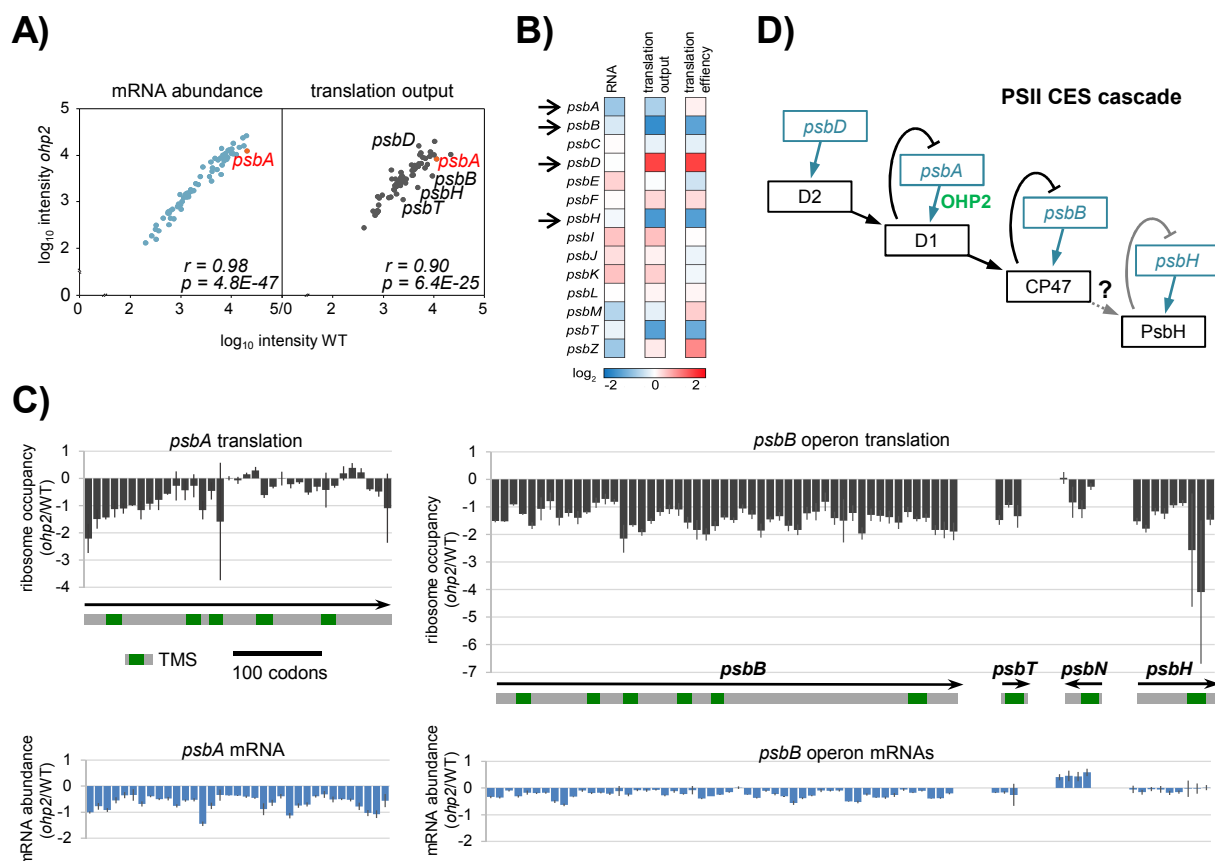 A)
mRNA abundance
translation output
log10 intensity ohp2
5
4
3
2
0
psbA
r = 0.98
p = 4.8E-47
psbD
psbA
psbB
psbH
psbT
r = 0.90
p = 6.4E-25
0
2
3
4
5/0
2
3
4
5
log10 intensity WT
B)
RNA
translation output
translation effiency
psbA
psbB
psbC
psbD
psbE
psbF
psbH
psbI
psbJ
psbK
psbL
psbM
psbT
psbZ
log2
-2
0
2
D)
PSII CES cascade
psbD
psbA
OHP2
psbB
psbH
D2
D1
CP47
?
PsbH
C)
psbA translation
ribosome occupancy
(ohp2/WT)
1
0
-1
-2
-3
-4
TMS
100 codons
psbB operon translation
ribosome occupancy
(ohp2/WT)
1
0
-1
-2
-3
-4
-5
-6
-7
psbB
psbT
psbN
psbH
psbA mRNA
mRNA abundance
(ohp2/WT)
1
0
-1
-2
psbB operon mRNAs
mRNA abundance
(ohp2/WT)
1
0
-1
-2